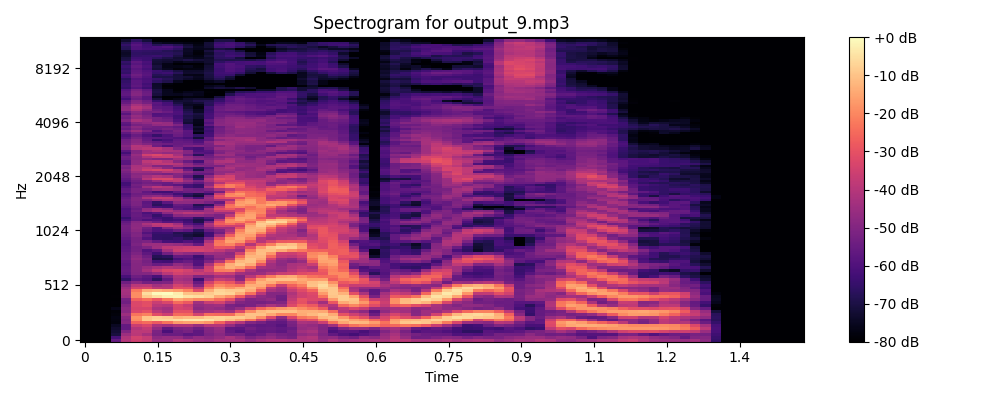 Spectrogram for output_9.mp3
Hz
8192
4096
2048
1024
512
0
0 0.15 0.3 0.45 0.6 0.75 0.9 1.1 1.2 1.4
Time
+0 dB
-10 dB
-20 dB
-30 dB
-40 dB
-50 dB
-60 dB
-70 dB
-80 dB